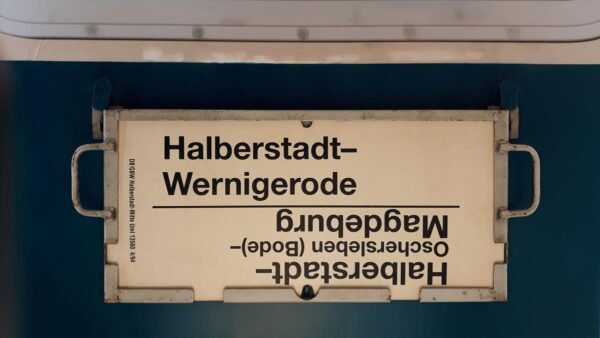 Halberstadt–
Wernigerode
Halberstadt–
Oschersleben (Bode)–
Magdeburg